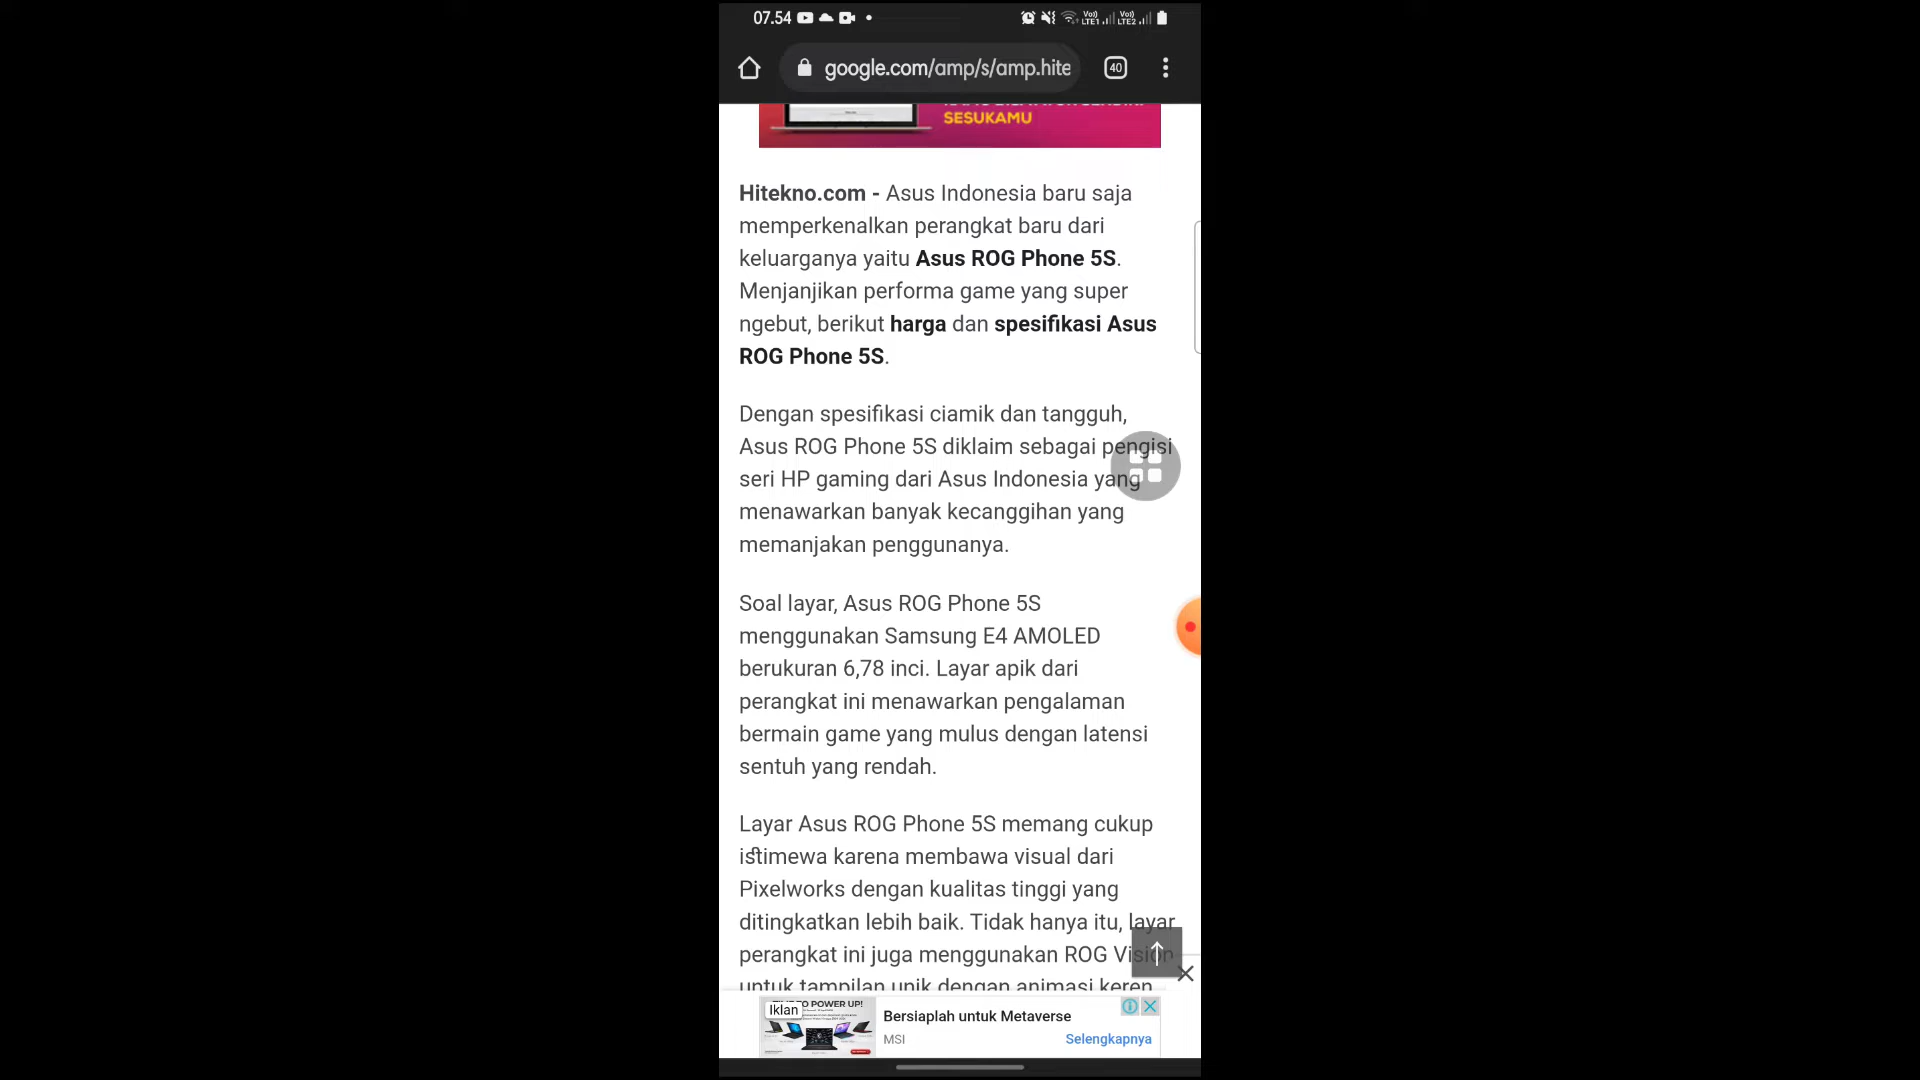 07.54
Vo)) LTE1
Vo)) LTE2
google.com/amp/s/amp.hite
40
SESUKAMU
Hitekno.com - Asus Indonesia baru saja
memperkenalkan perangkat baru dari
keluarganya yaitu Asus ROG Phone 5S.
Menjanjikan performa game yang super
ngebut, berikut harga dan spesifikasi Asus
ROG Phone 5S.
Dengan spesifikasi ciamik dan tangguh,
Asus ROG Phone 5S diklaim sebagai pengisi
seri HP gaming dari Asus Indonesia yang
menawarkan banyak kecanggihan yang
memanjakan penggunanya.
Soal layar, Asus ROG Phone 5S
menggunakan Samsung E4 AMOLED
berukuran 6,78 inci. Layar apik dari
perangkat ini menawarkan pengalaman
bermain game yang mulus dengan latensi
sentuh yang rendah.
Layar Asus ROG Phone 5S memang cukup
istimewa karena membawa visual dari
Pixelworks dengan kualitas tinggi yang
ditingkatkan lebih baik. Tidak hanya itu, layar
perangkat ini juga menggunakan ROG Vision
untuk tampilan unik dengan animasi keren
POWER UP!
Iklan
Bersiaplah untuk Metaverse
MSI
Selengkapnya